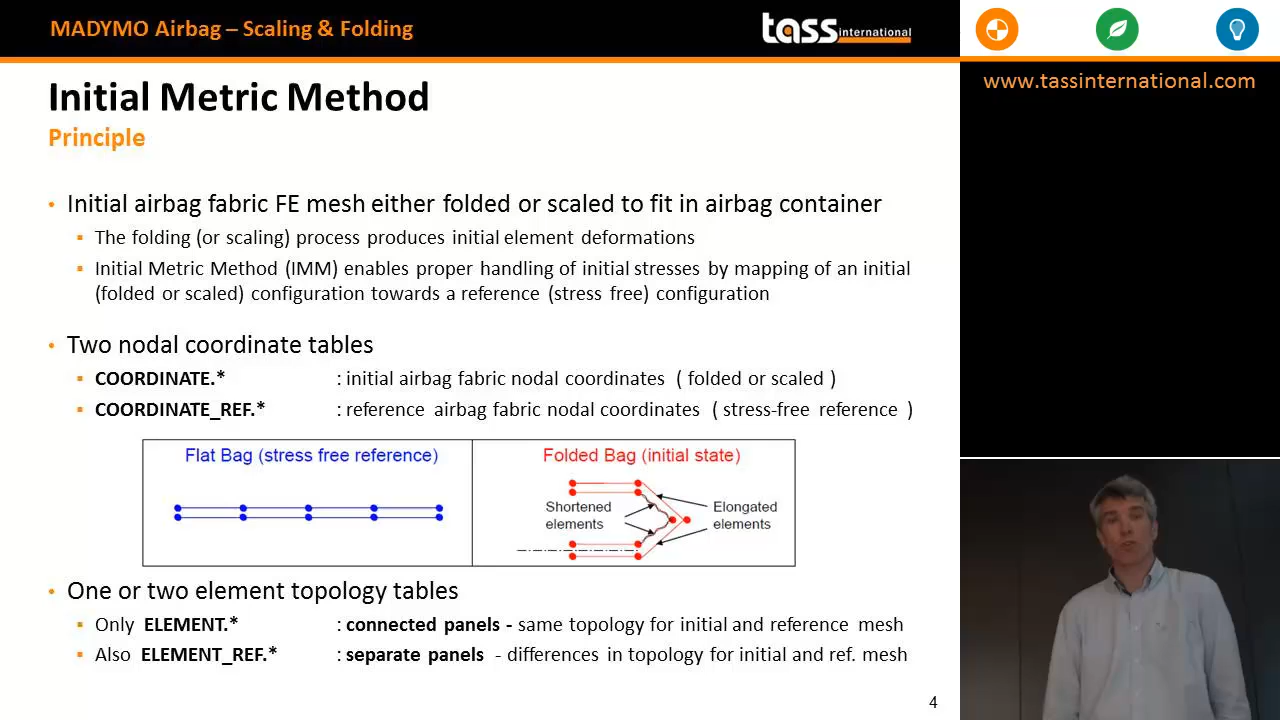 MADYMO Airbag – Scaling & Folding
tass international
www.tassinternational.com
Initial Metric Method
Principle
• Initial airbag fabric FE mesh either folded or scaled to fit in airbag container
▪ The folding (or scaling) process produces initial element deformations
▪ Initial Metric Method (IMM) enables proper handling of initial stresses by mapping of an initial
(folded or scaled) configuration towards a reference (stress free) configuration
• Two nodal coordinate tables
▪ COORDINATE.* : initial airbag fabric nodal coordinates ( folded or scaled )
▪ COORDINATE_REF.* : reference airbag fabric nodal coordinates ( stress-free reference )
Flat Bag (stress free reference)
Folded Bag (initial state)
Shortened
elements
Elongated
elements
• One or two element topology tables
▪ Only ELEMENT.* : connected panels - same topology for initial and reference mesh
▪ Also ELEMENT_REF.* : separate panels - differences in topology for initial and ref. mesh
4